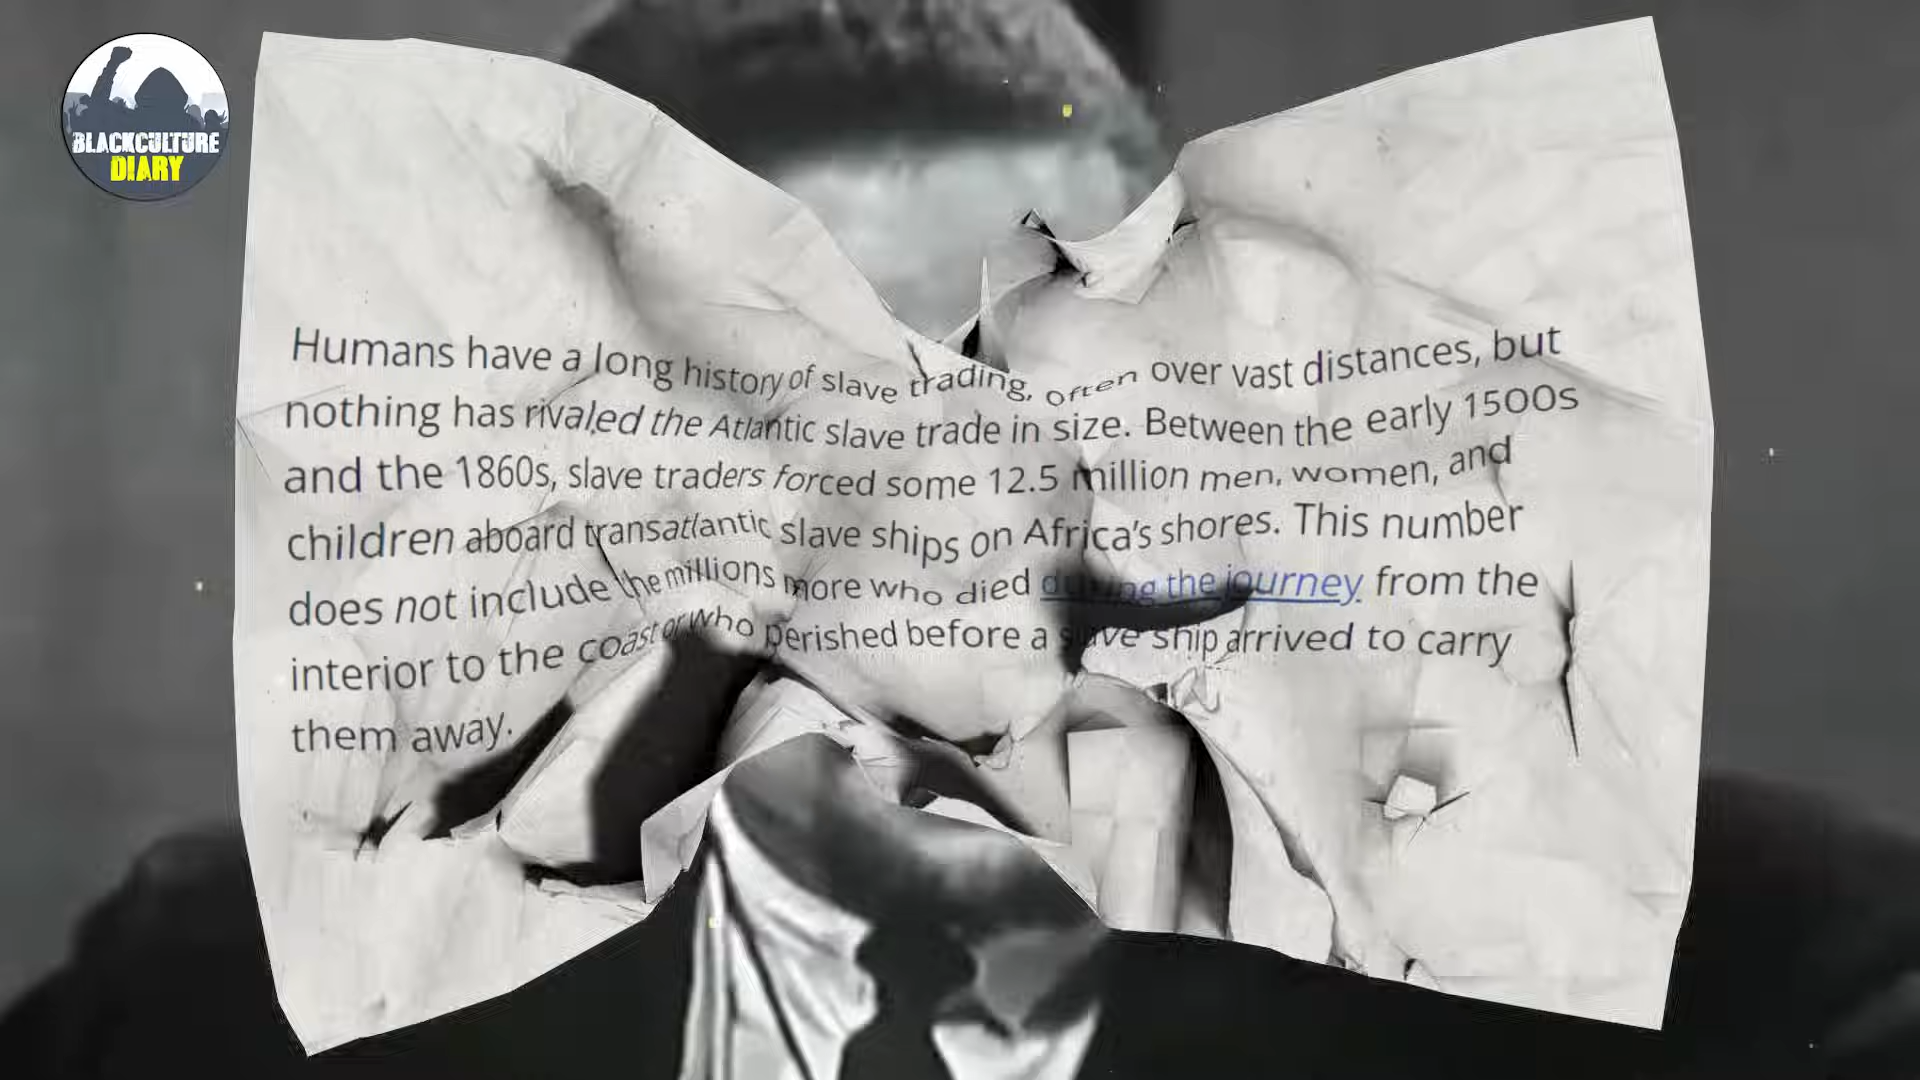 BLACKCULTURE
DIARY
Humans have a long history of slave trading, often over vast distances, but
nothing has rivaled the Atlantic slave trade in size. Between the early 1500s
and the 1860s, slave traders forced some 12.5 million men, women, and
children aboard transatlantic slave ships on Africa's shores. This number
does not include the millions more who died during the journey from the
interior to the coast or who perished before a slave ship arrived to carry
them away.